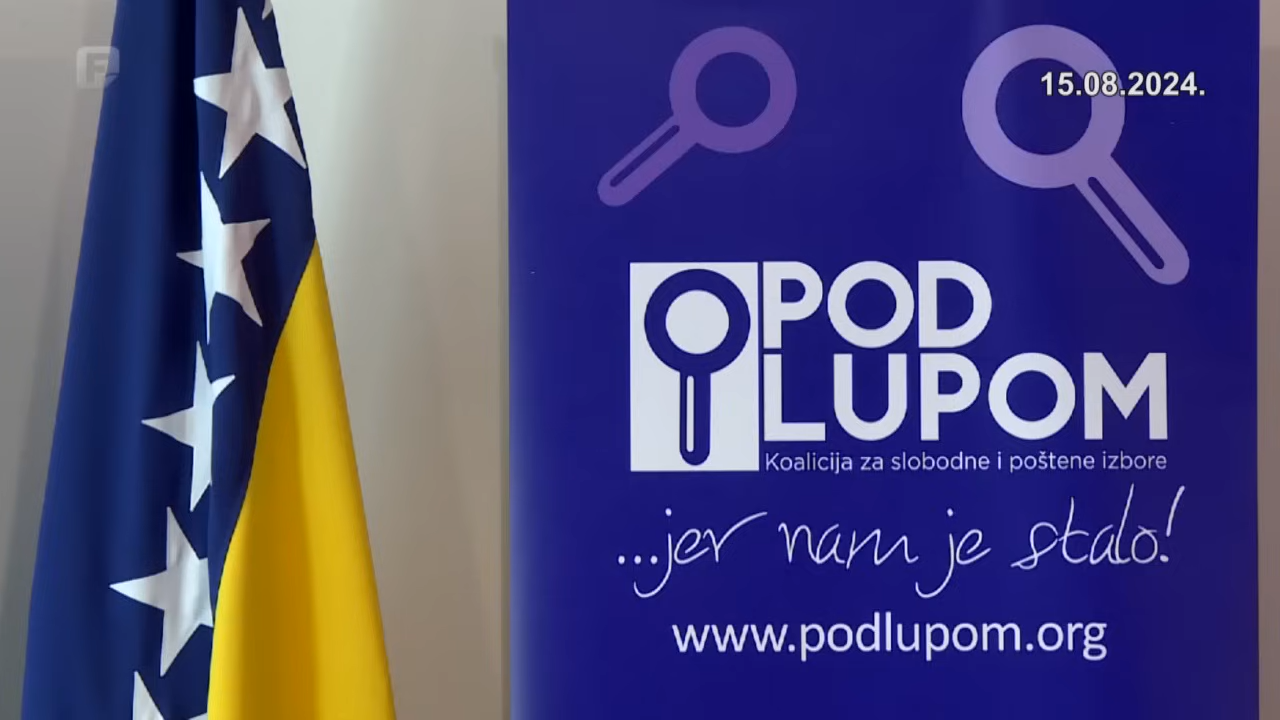 F
15.08.2024.
POD
LUPOM
Koalicija za slobodne i poštene izbore
...jer nam je stalo!
www.podlupom.org